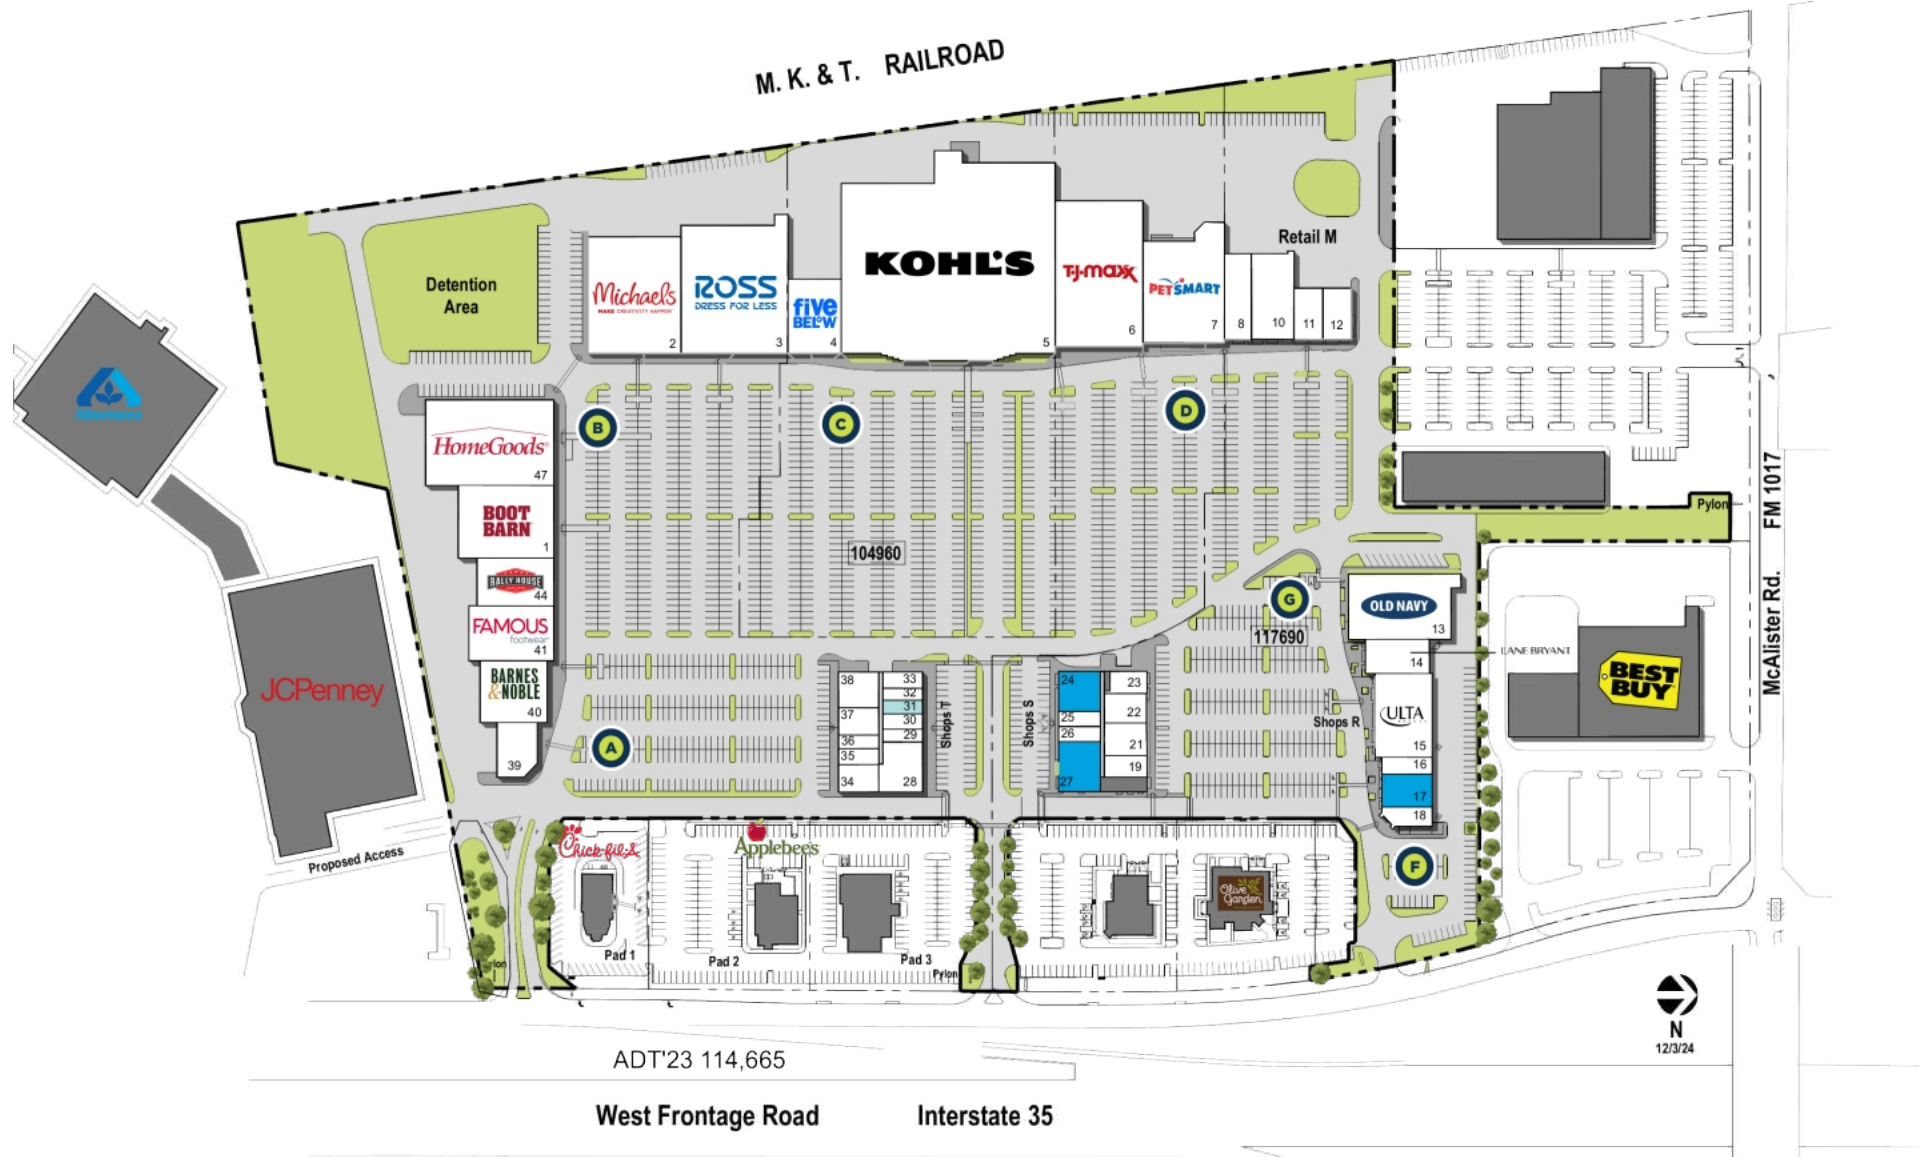 M. K. & T. RAILROAD
Retail M
Detention
Area
Michaels
MAKE CREATIVITY HAPPEN
2
ROSS
DRESS FOR LESS
3
five
BELOW
4
KOHL'S
5
T·J·maxx
6
PETSMART
7
8
10
11
12
HomeGoods
47
BOOT
BARN
1
RALLY HOUSE
44
FAMOUS
footwear
41
BARNES
& NOBLE
40
39
JCPenney
Proposed Access
B
C
D
A
G
F
104960
117690
OLD NAVY
13
14
LANE BRYANT
ULTA
15
16
17
18
Shops R
BEST
BUY
Pylon
McAlister Rd. FM 1017
38
37
36
35
34
33
32
31
30
29
28
Shops T
Shops S
24
25
26
27
23
22
21
19
Chick-fil-A
Applebee's
Olive
Garden
Pad 1
Pad 2
Pad 3
Pylon
N
12/3/24
ADT'23 114,665
West Frontage Road
Interstate 35